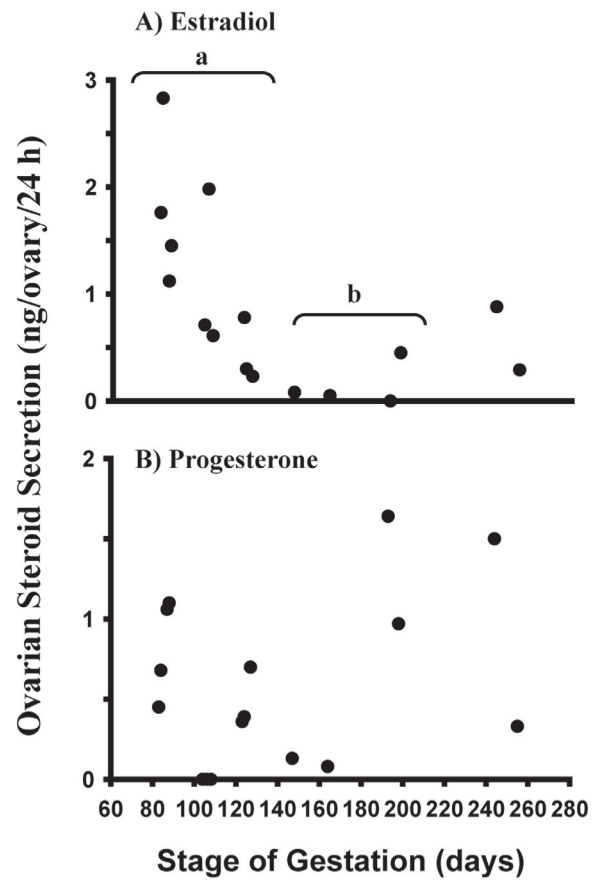 A) Estradiol
a
3
2
b
1
0
Ovarian Steroid Secretion (ng/ovary/24 h)
2
B) Progesterone
1
0
60 80 100 120 140 160 180 200 220 240 260 280
Stage of Gestation (days)